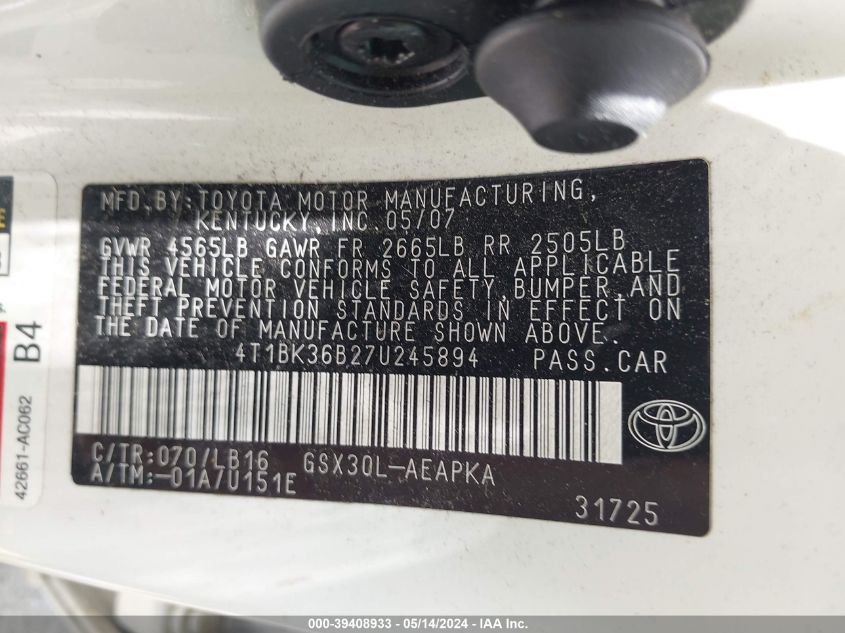 MFD.BY: TOYOTA MOTOR MANUFACTURING,
KENTUCKY, INC. 05/07
GVWR 4565LB GAWR FR 2665LB RR 2505LB
THIS VEHICLE CONFORMS TO ALL APPLICABLE
FEDERAL MOTOR VEHICLE SAFETY, BUMPER, AND
THEFT PREVENTION STANDARDS IN EFFECT ON
THE DATE OF MANUFACTURE SHOWN ABOVE.
4T1BK36B27U245894 PASS.CAR
C/TR:070/LB16 GSX30L-AEAPKA
A/TM:-01A/U151E
31725
B4
42661-AC062
000-39408933 - 05/14/2024 - IAA Inc.